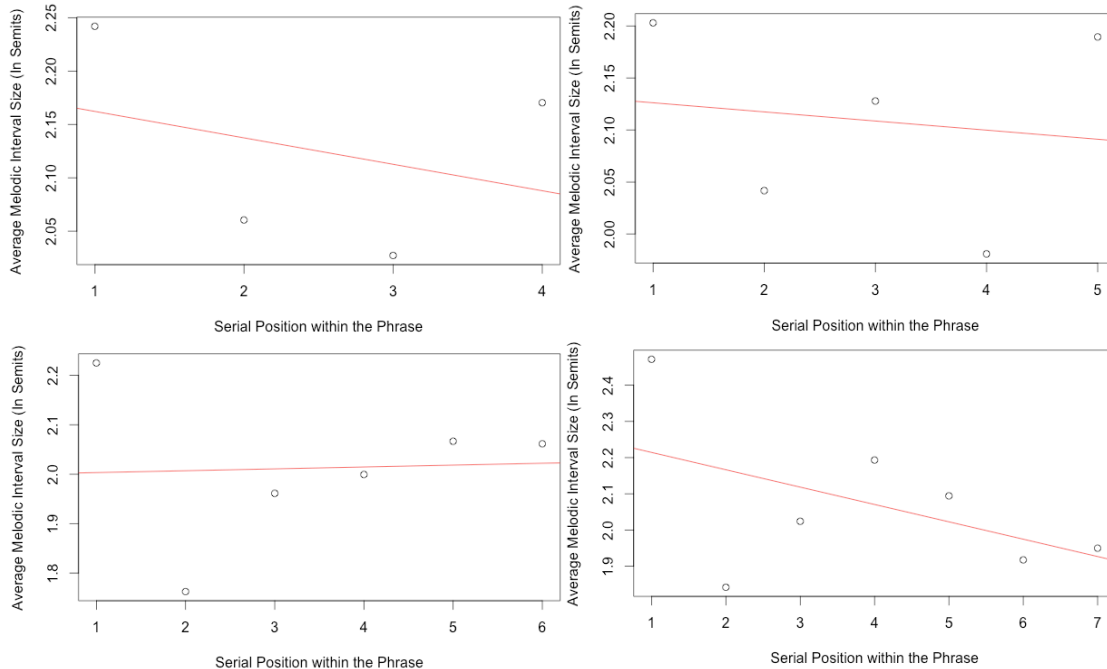 Average Melodic Interval Size (In Semits)
2.25
2.20
2.15
2.10
2.05
1 2 3 4
Serial Position within the Phrase
Average Melodic Interval Size (In Semits)
2.20
2.15
2.10
2.05
2.00
1 2 3 4 5
Serial Position within the Phrase
Average Melodic Interval Size (In Semits)
2.2
2.1
2.0
1.9
1.8
1 2 3 4 5 6
Serial Position within the Phrase
Average Melodic Interval Size (In Semits)
2.4
2.3
2.2
2.1
2.0
1.9
1 2 3 4 5 6 7
Serial Position within the Phrase